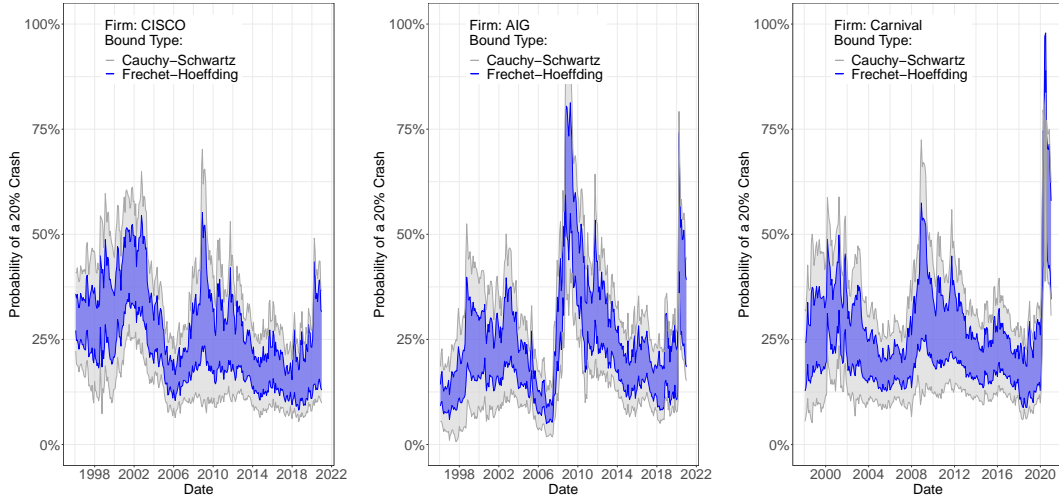 Firm: CISCO
Bound Type:
Cauchy−Schwartz
Frechet−Hoeffding
100%
75%
50%
25%
0%
Probability of a 20% Crash
1998 2002 2006 2010 2014 2018 2022
Date
Firm: AIG
Bound Type:
Cauchy−Schwartz
Frechet−Hoeffding
100%
75%
50%
25%
0%
Probability of a 20% Crash
1998 2002 2006 2010 2014 2018 2022
Date
Firm: Carnival
Bound Type:
Cauchy−Schwartz
Frechet−Hoeffding
100%
75%
50%
25%
0%
Probability of a 20% Crash
2000 2004 2008 2012 2016 2020
Date